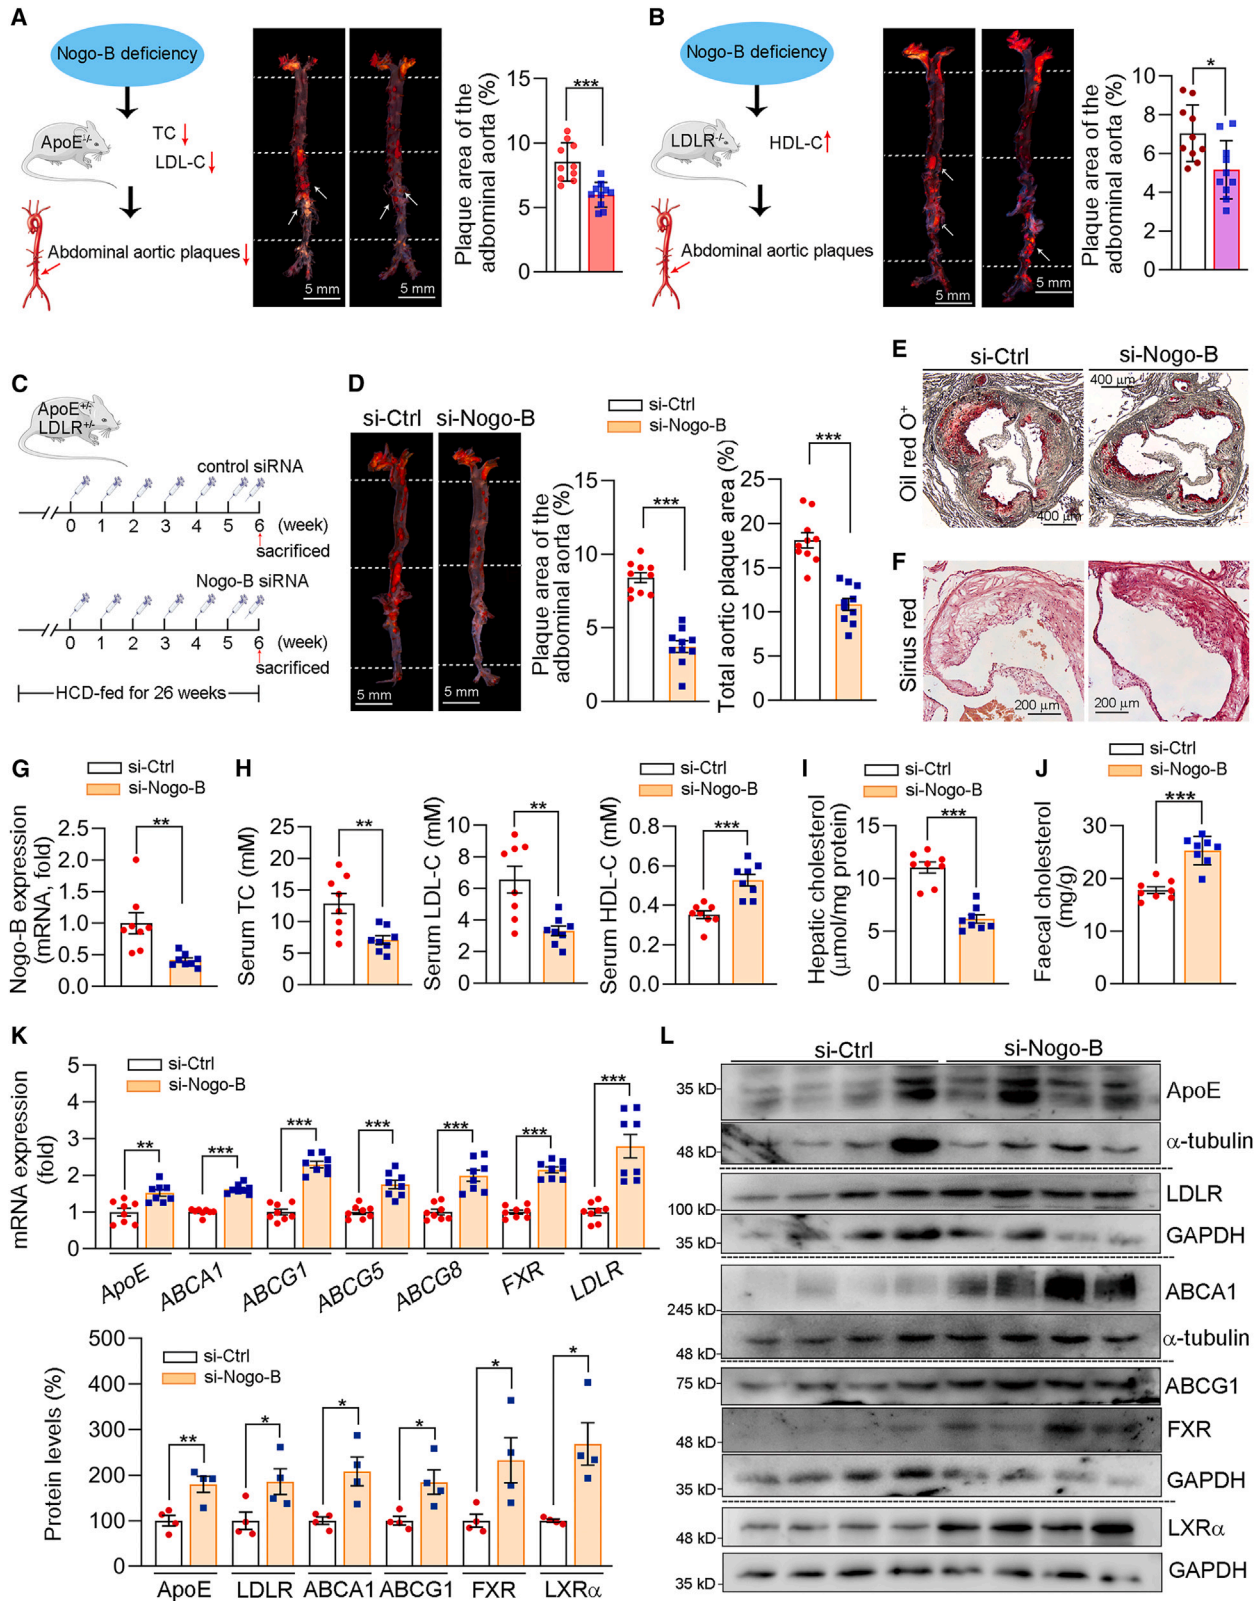 A
Nogo-B deficiency
ApoE-/-
TC
LDL-C
Abdominal aortic plaques
5 mm
5 mm
Plaque area of the
adbominal aorta (%)
15
10
5
0
***
B
Nogo-B deficiency
LDLR-/-
HDL-C
Abdominal aortic plaques
5 mm
5 mm
Plaque area of the
adbominal aorta (%)
10
8
6
4
2
0
*
C
ApoE+/-
LDLR+/-
control siRNA
0 1 2 3 4 5 6 (week)
sacrificed
Nogo-B siRNA
0 1 2 3 4 5 6 (week)
sacrificed
HCD-fed for 26 weeks
D
si-Ctrl si-Nogo-B
5 mm
5 mm
si-Ctrl
si-Nogo-B
Plaque area of the
adbominal aorta (%)
15
10
5
0
***
Total aortic plaque area (%)
25
20
15
10
5
0
***
E
si-Ctrl si-Nogo-B
Oil red O+
400 μm
400 μm
F
Sirius red
200 μm
200 μm
G
si-Ctrl
si-Nogo-B
Nogo-B expression
(mRNA, fold)
2.5
2.0
1.5
1.0
0.5
0.0
**
H
Serum TC (mM)
25
20
15
10
5
0
**
Serum LDL-C (mM)
10
8
6
4
2
0
**
si-Ctrl
si-Nogo-B
Serum HDL-C (mM)
0.8
0.6
0.4
0.2
0.0
***
I
si-Ctrl
si-Nogo-B
Hepatic cholesterol
(μmol/mg protein)
15
10
5
0
***
J
si-Ctrl
si-Nogo-B
Faecal cholesterol
(mg/g)
30
20
10
0
***
K
si-Ctrl
si-Nogo-B
mRNA expression
(fold)
5
4
3
2
1
0
** *** *** *** *** *** ***
ApoE ABCA1 ABCG1 ABCG5 ABCG8 FXR LDLR
si-Ctrl
si-Nogo-B
Protein levels (%)
500
400
300
200
100
0
** * * * * *
ApoE LDLR ABCA1 ABCG1 FXR LXRα
L
si-Ctrl si-Nogo-B
35 kD ApoE
48 kD α-tubulin
100 kD LDLR
35 kD GAPDH
245 kD ABCA1
48 kD α-tubulin
75 kD ABCG1
48 kD FXR
35 kD GAPDH
48 kD LXRα
35 kD GAPDH